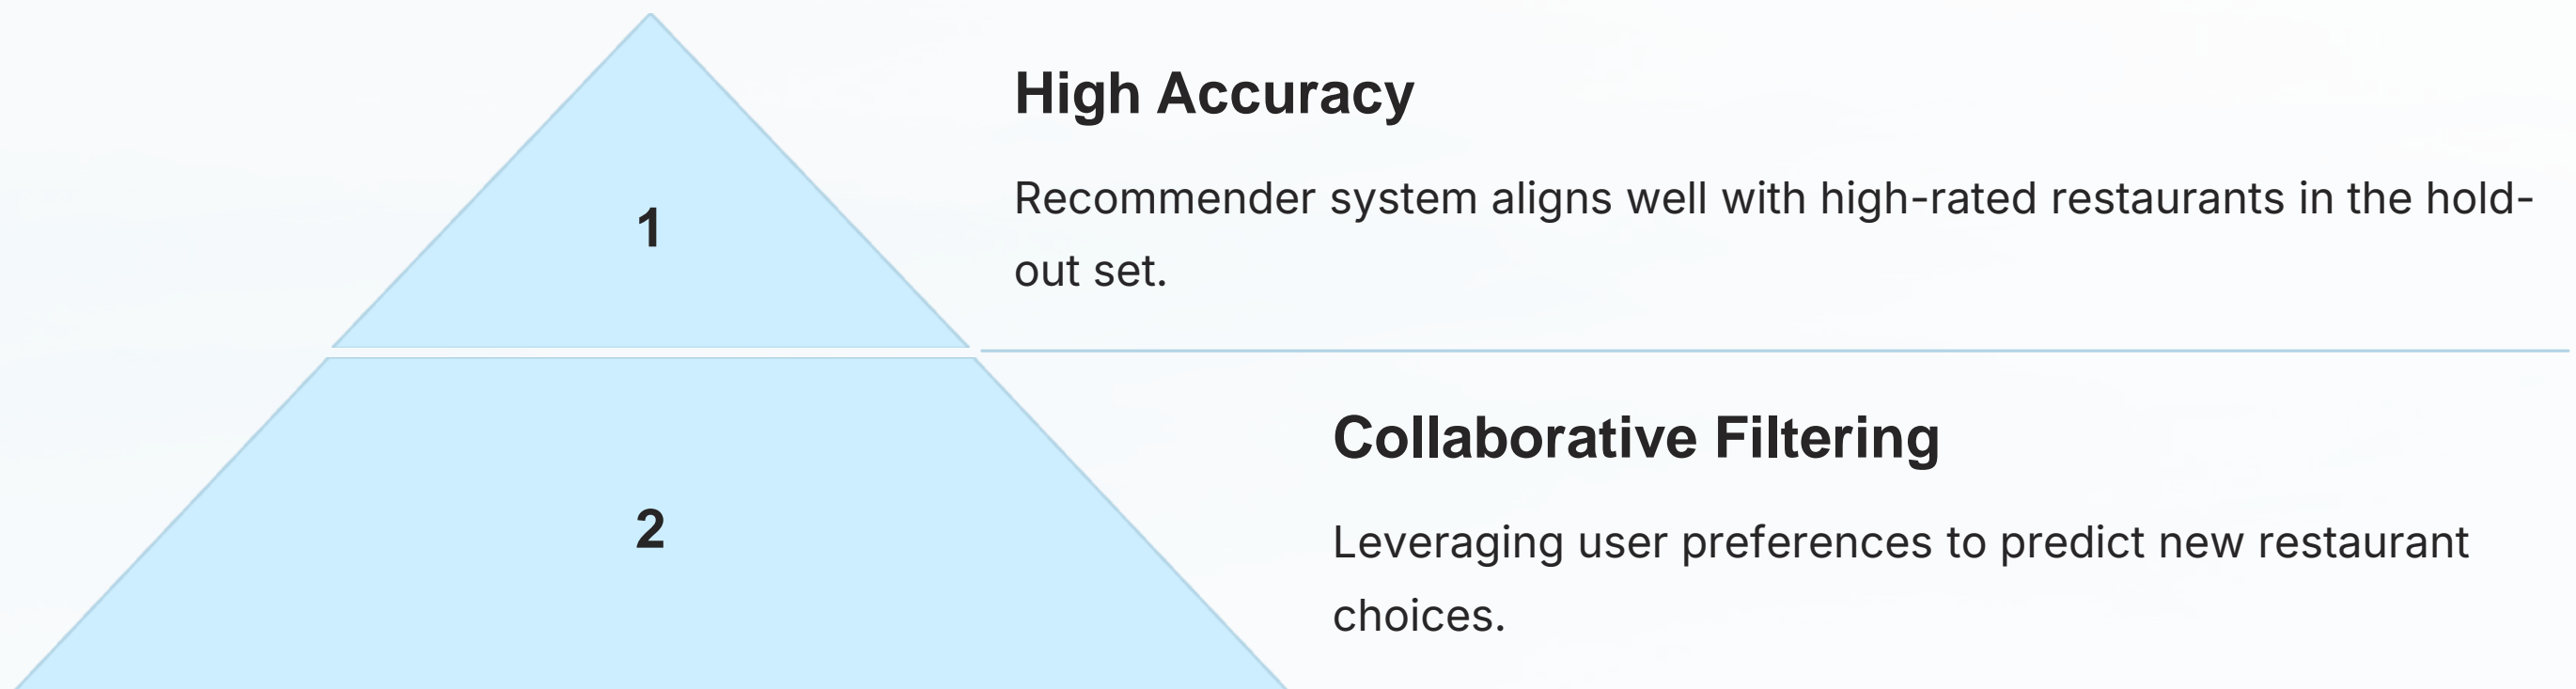 1
High Accuracy
Recommender system aligns well with high-rated restaurants in the hold-
out set.
2
Collaborative Filtering
Leveraging user preferences to predict new restaurant
choices.